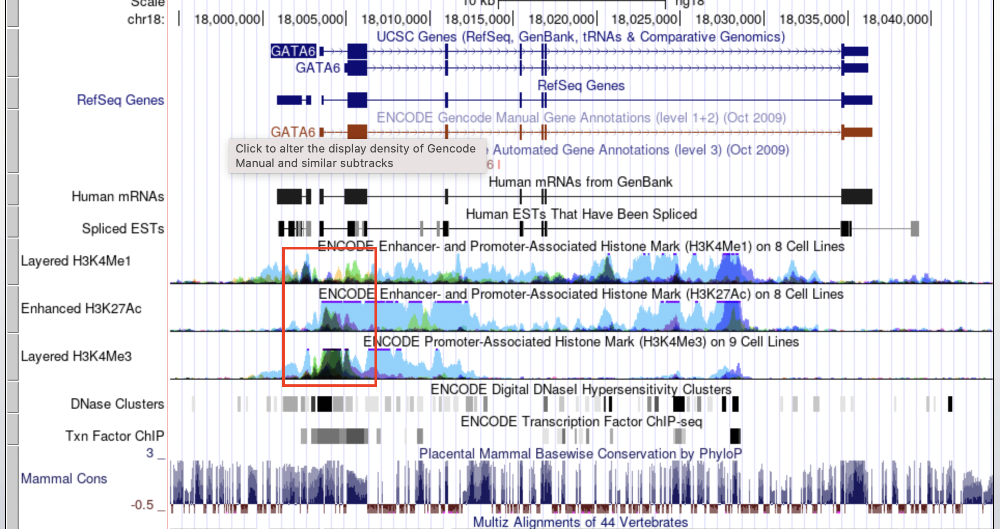 Scale 10 kb hg18
chr18: 18,000,000 18,005,000 18,010,000 18,015,000 18,020,000 18,025,000 18,030,000 18,035,000 18,040,000
UCSC Genes (RefSeq, GenBank, tRNAs & Comparative Genomics)
GATA6
GATA6
RefSeq Genes
RefSeq Genes
ENCODE Gencode Manual Gene Annotations (level 1+2) (Oct 2009)
GATA6
Click to alter the display density of Gencode
Manual and similar subtracks
Automated Gene Annotations (level 3) (Oct 2009)
6
Human mRNAs from GenBank
Human mRNAs
Human ESTs That Have Been Spliced
Spliced ESTs
ENCODE Enhancer- and Promoter-Associated Histone Mark (H3K4Me1) on 8 Cell Lines
Layered H3K4Me1
ENCODE Enhancer- and Promoter-Associated Histone Mark (H3K27Ac) on 8 Cell Lines
Enhanced H3K27Ac
ENCODE Promoter-Associated Histone Mark (H3K4Me3) on 9 Cell Lines
Layered H3K4Me3
ENCODE Digital DNaseI Hypersensitivity Clusters
DNase Clusters
ENCODE Transcription Factor ChIP-seq
Txn Factor ChIP
Placental Mammal Basewise Conservation by PhyloP
3 _
Mammal Cons
-0.5 _
Multiz Alignments of 44 Vertebrates